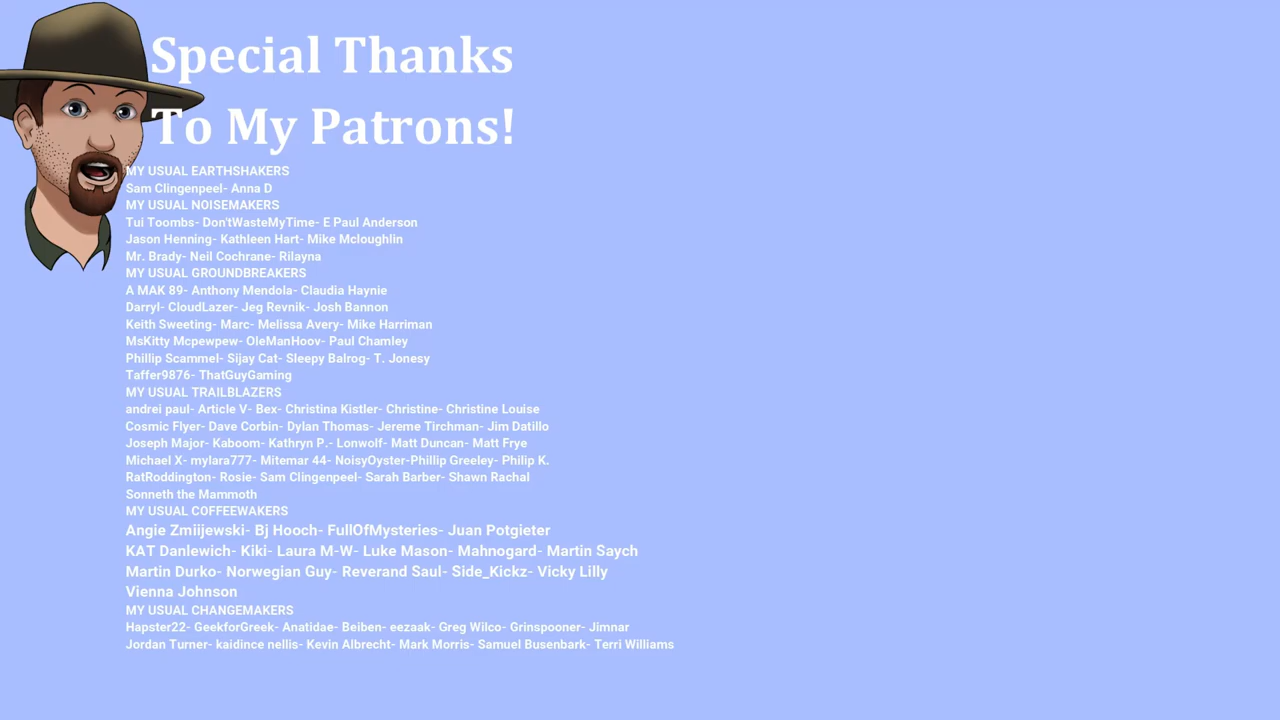 Special Thanks
To My Patrons!
MY USUAL EARTHSHAKERS
Sam Clingenpeel- Anna D
MY USUAL NOISEMAKERS
Tui Toombs- Don'tWasteMyTime- E Paul Anderson
Jason Henning- Kathleen Hart- Mike Mcloughlin
Mr. Brady- Neil Cochrane- Rilayna
MY USUAL GROUNDBREAKERS
A MAK 89- Anthony Mendola- Claudia Haynie
Darryl- CloudLazer- Jeg Revnik- Josh Bannon
Keith Sweeting- Marc- Melissa Avery- Mike Harriman
MsKitty Mcpewpew- OleManHoov- Paul Chamley
Phillip Scammel- Sijay Cat- Sleepy Balrog- T. Jonesy
Taffer9876- ThatGuyGaming
MY USUAL TRAILBLAZERS
andrei paul- Article V- Bex- Christina Kistler- Christine- Christine Louise
Cosmic Flyer- Dave Corbin- Dylan Thomas- Jereme Tirchman- Jim Datillo
Joseph Major- Kaboom- Kathryn P.- Lonwolf- Matt Duncan- Matt Frye
Michael X- mylara777- Mitemar 44- NoisyOyster-Phillip Greeley- Philip K.
RatRoddington- Rosie- Sam Clingenpeel- Sarah Barber- Shawn Rachal
Sonneth the Mammoth
MY USUAL COFFEEWAKERS
Angie Zmiijewski- Bj Hooch- FullOfMysteries- Juan Potgieter
KAT Danlewich- Kiki- Laura M-W- Luke Mason- Mahnogard- Martin Saych
Martin Durko- Norwegian Guy- Reverand Saul- Side_Kickz- Vicky Lilly
Vienna Johnson
MY USUAL CHANGEMAKERS
Hapster22- GeekforGreek- Anatidae- Beiben- eezaak- Greg Wilco- Grinspooner- Jimnar
Jordan Turner- kaidince nellis- Kevin Albrecht- Mark Morris- Samuel Busenbark- Terri Williams